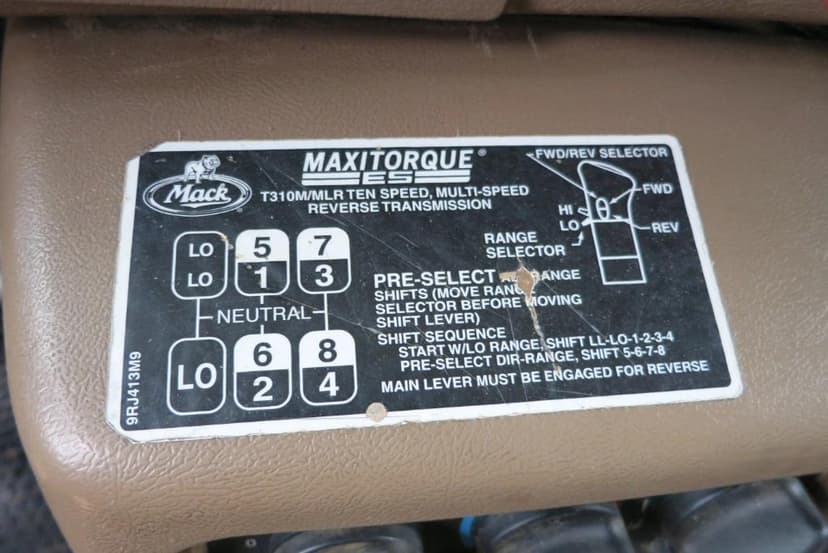 Mack
MAXITORQUE®
ES
T310M/MLR TEN SPEED, MULTI-SPEED
REVERSE TRANSMISSION
FWD/REV SELECTOR
FWD
HI
LO
REV
RANGE
SELECTOR
LO 5 7
LO 1 3
NEUTRAL
LO 6 8
2 4
PRE-SELECT RANGE
SHIFTS (MOVE RANGE
SELECTOR BEFORE MOVING
SHIFT LEVER)
SHIFT SEQUENCE
START W/LO RANGE, SHIFT LL-LO-1-2-3-4
PRE-SELECT DIR-RANGE, SHIFT 5-6-7-8
MAIN LEVER MUST BE ENGAGED FOR REVERSE
9RJ413M9